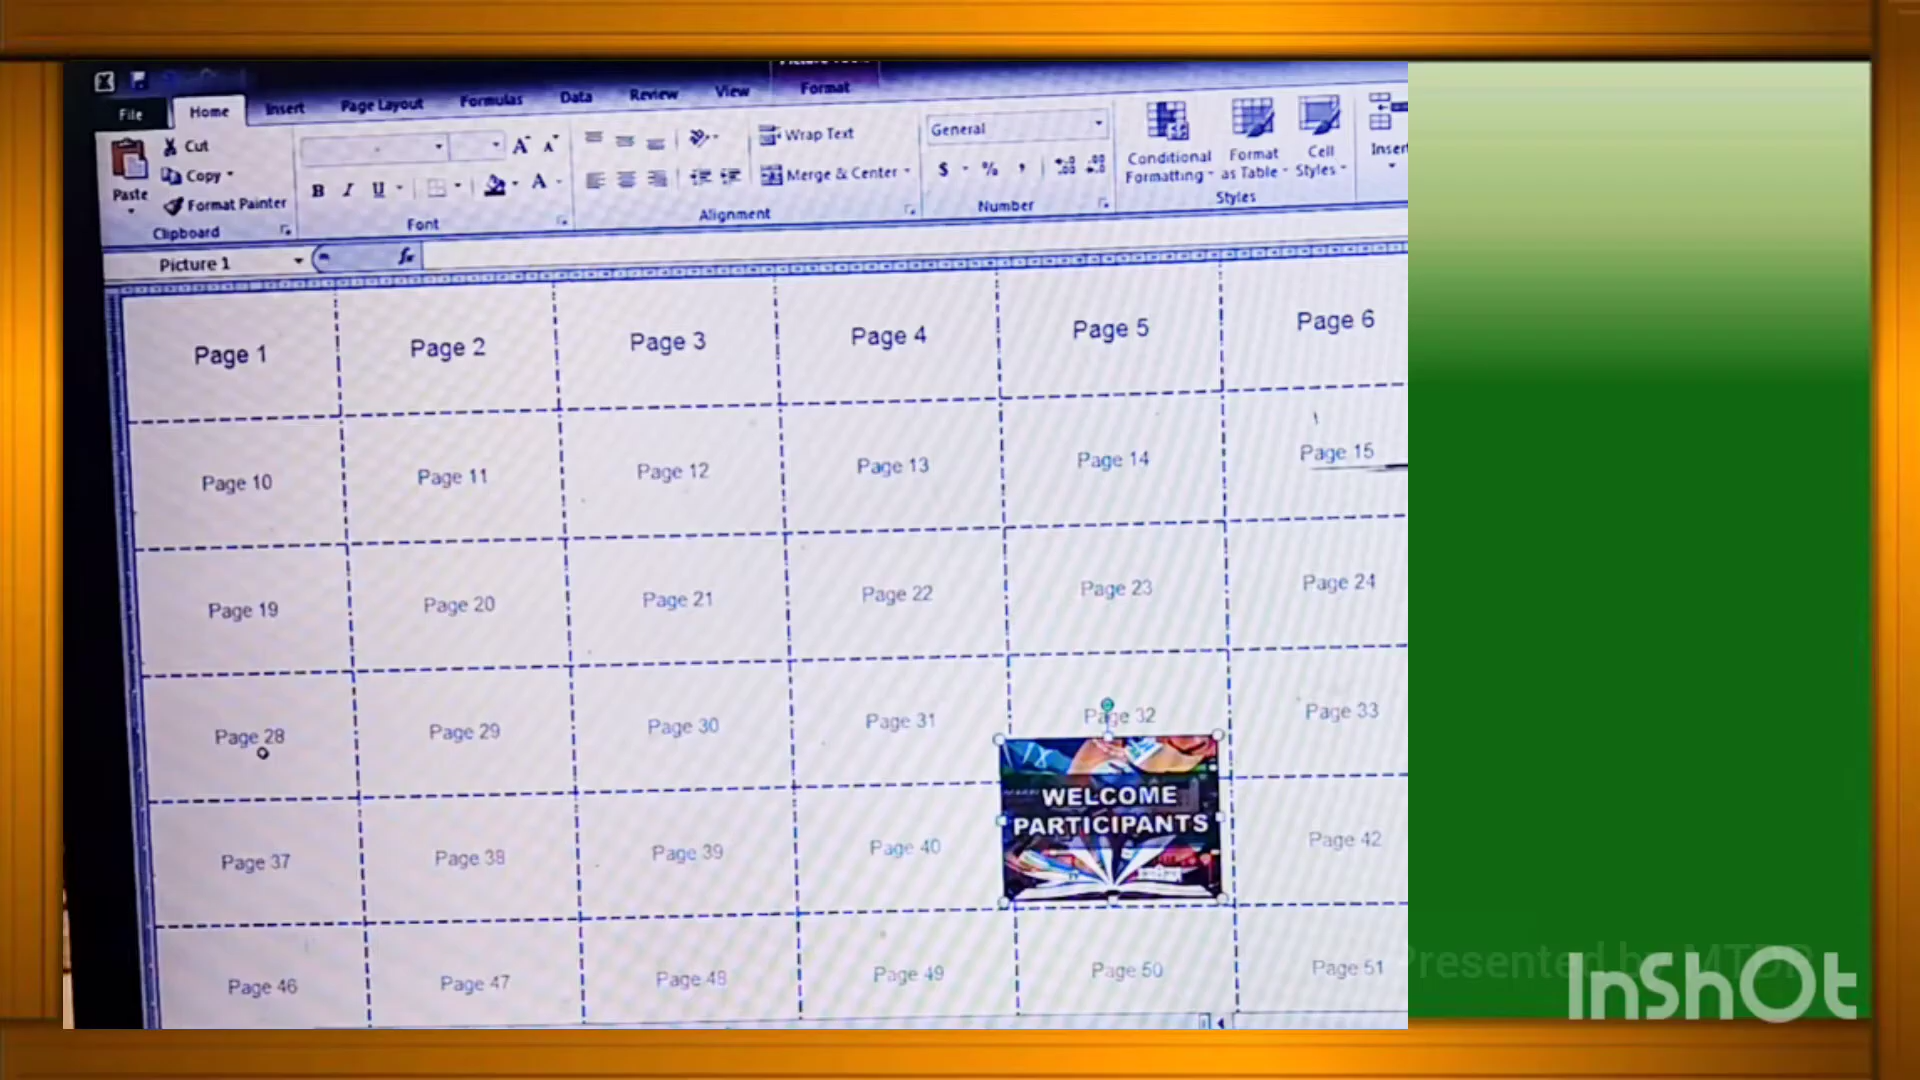 File
Home
Insert
Page Layout
Formulas
Data
Review
View
Format
Cut
Copy
Format Painter
Paste
Clipboard
B I U
Font
Wrap Text
Merge & Center
Alignment
General
$ % ,
Number
Conditional Formatting
Format as Table
Cell Styles
Styles
Insert
Picture 1
fx
Page 1 Page 2 Page 3 Page 4 Page 5 Page 6
Page 10 Page 11 Page 12 Page 13 Page 14 Page 15
Page 19 Page 20 Page 21 Page 22 Page 23 Page 24
Page 28 Page 29 Page 30 Page 31 Page 32 Page 33
WELCOME
PARTICIPANTS
Page 37 Page 38 Page 39 Page 40 Page 42
Page 46 Page 47 Page 48 Page 49 Page 50 Page 51
Presented
InShOt